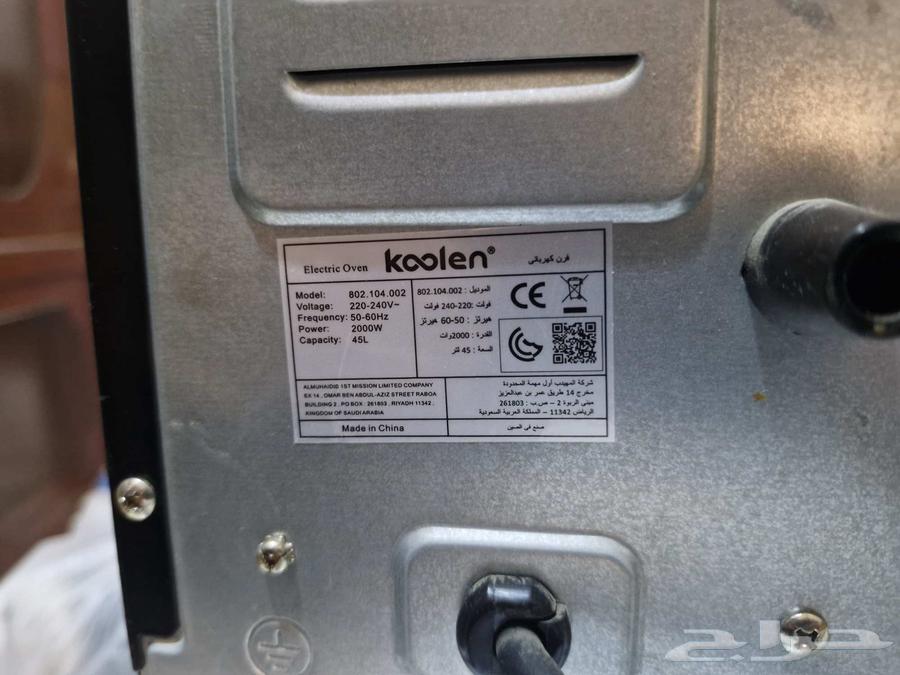 Electric Oven koolen® فرن كهربائي
Model: 802.104.002
Voltage: 220-240V~
Frequency: 50-60Hz
Power: 2000W
Capacity: 45L
الموديل : 802.104.002
فولت :220-240 فولت
هيرتز : 50-60 هيرتز
القدرة : 2000وات
السعة : 45 لتر
CE
ALMUHAIDIB 1ST MISSION LIMITED COMPANY
EX 14 , OMAR BEN ABDUL-AZIZ STREET RABOA
BUILDING 2 , PO BOX : 261803 , RIYADH 11342 ,
KINGDOM OF SAUDI ARABIA
شركة المهيدب أول مهمة المحدودة
مخرج 14 طريق عمر بن عبدالعزيز
مبنى الربوة 2 – ص.ب : 261803
الرياض 11342 – المملكة العربية السعودية
Made in China
صنع في الصين
حراج